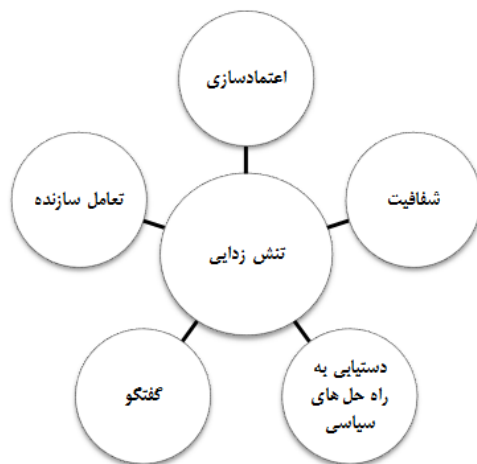 اعتمادسازی
شفافیت
تعامل سازنده
تنش زدایی
دستیابی به
راه حل های
سیاسی
گفتگو